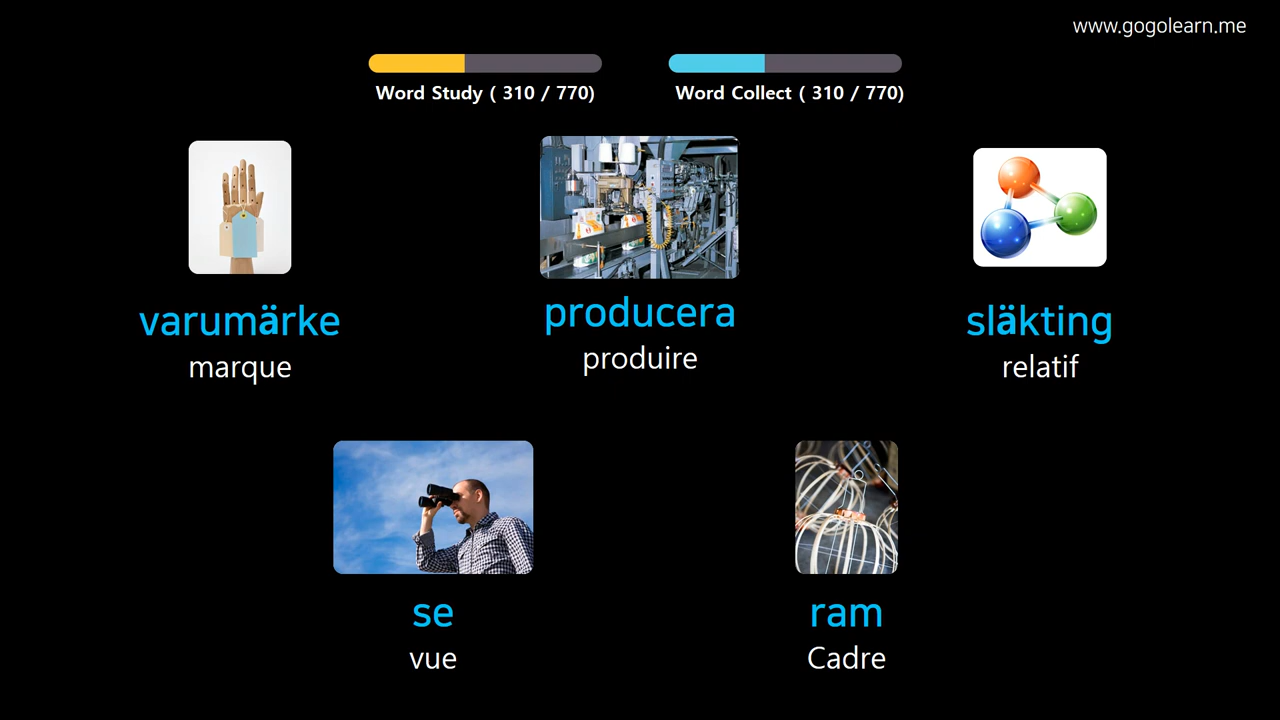 www.gogolearn.me
Word Study ( 310 / 770)
Word Collect ( 310 / 770)
varumärke
marque
producera
produire
släkting
relatif
se
vue
ram
Cadre